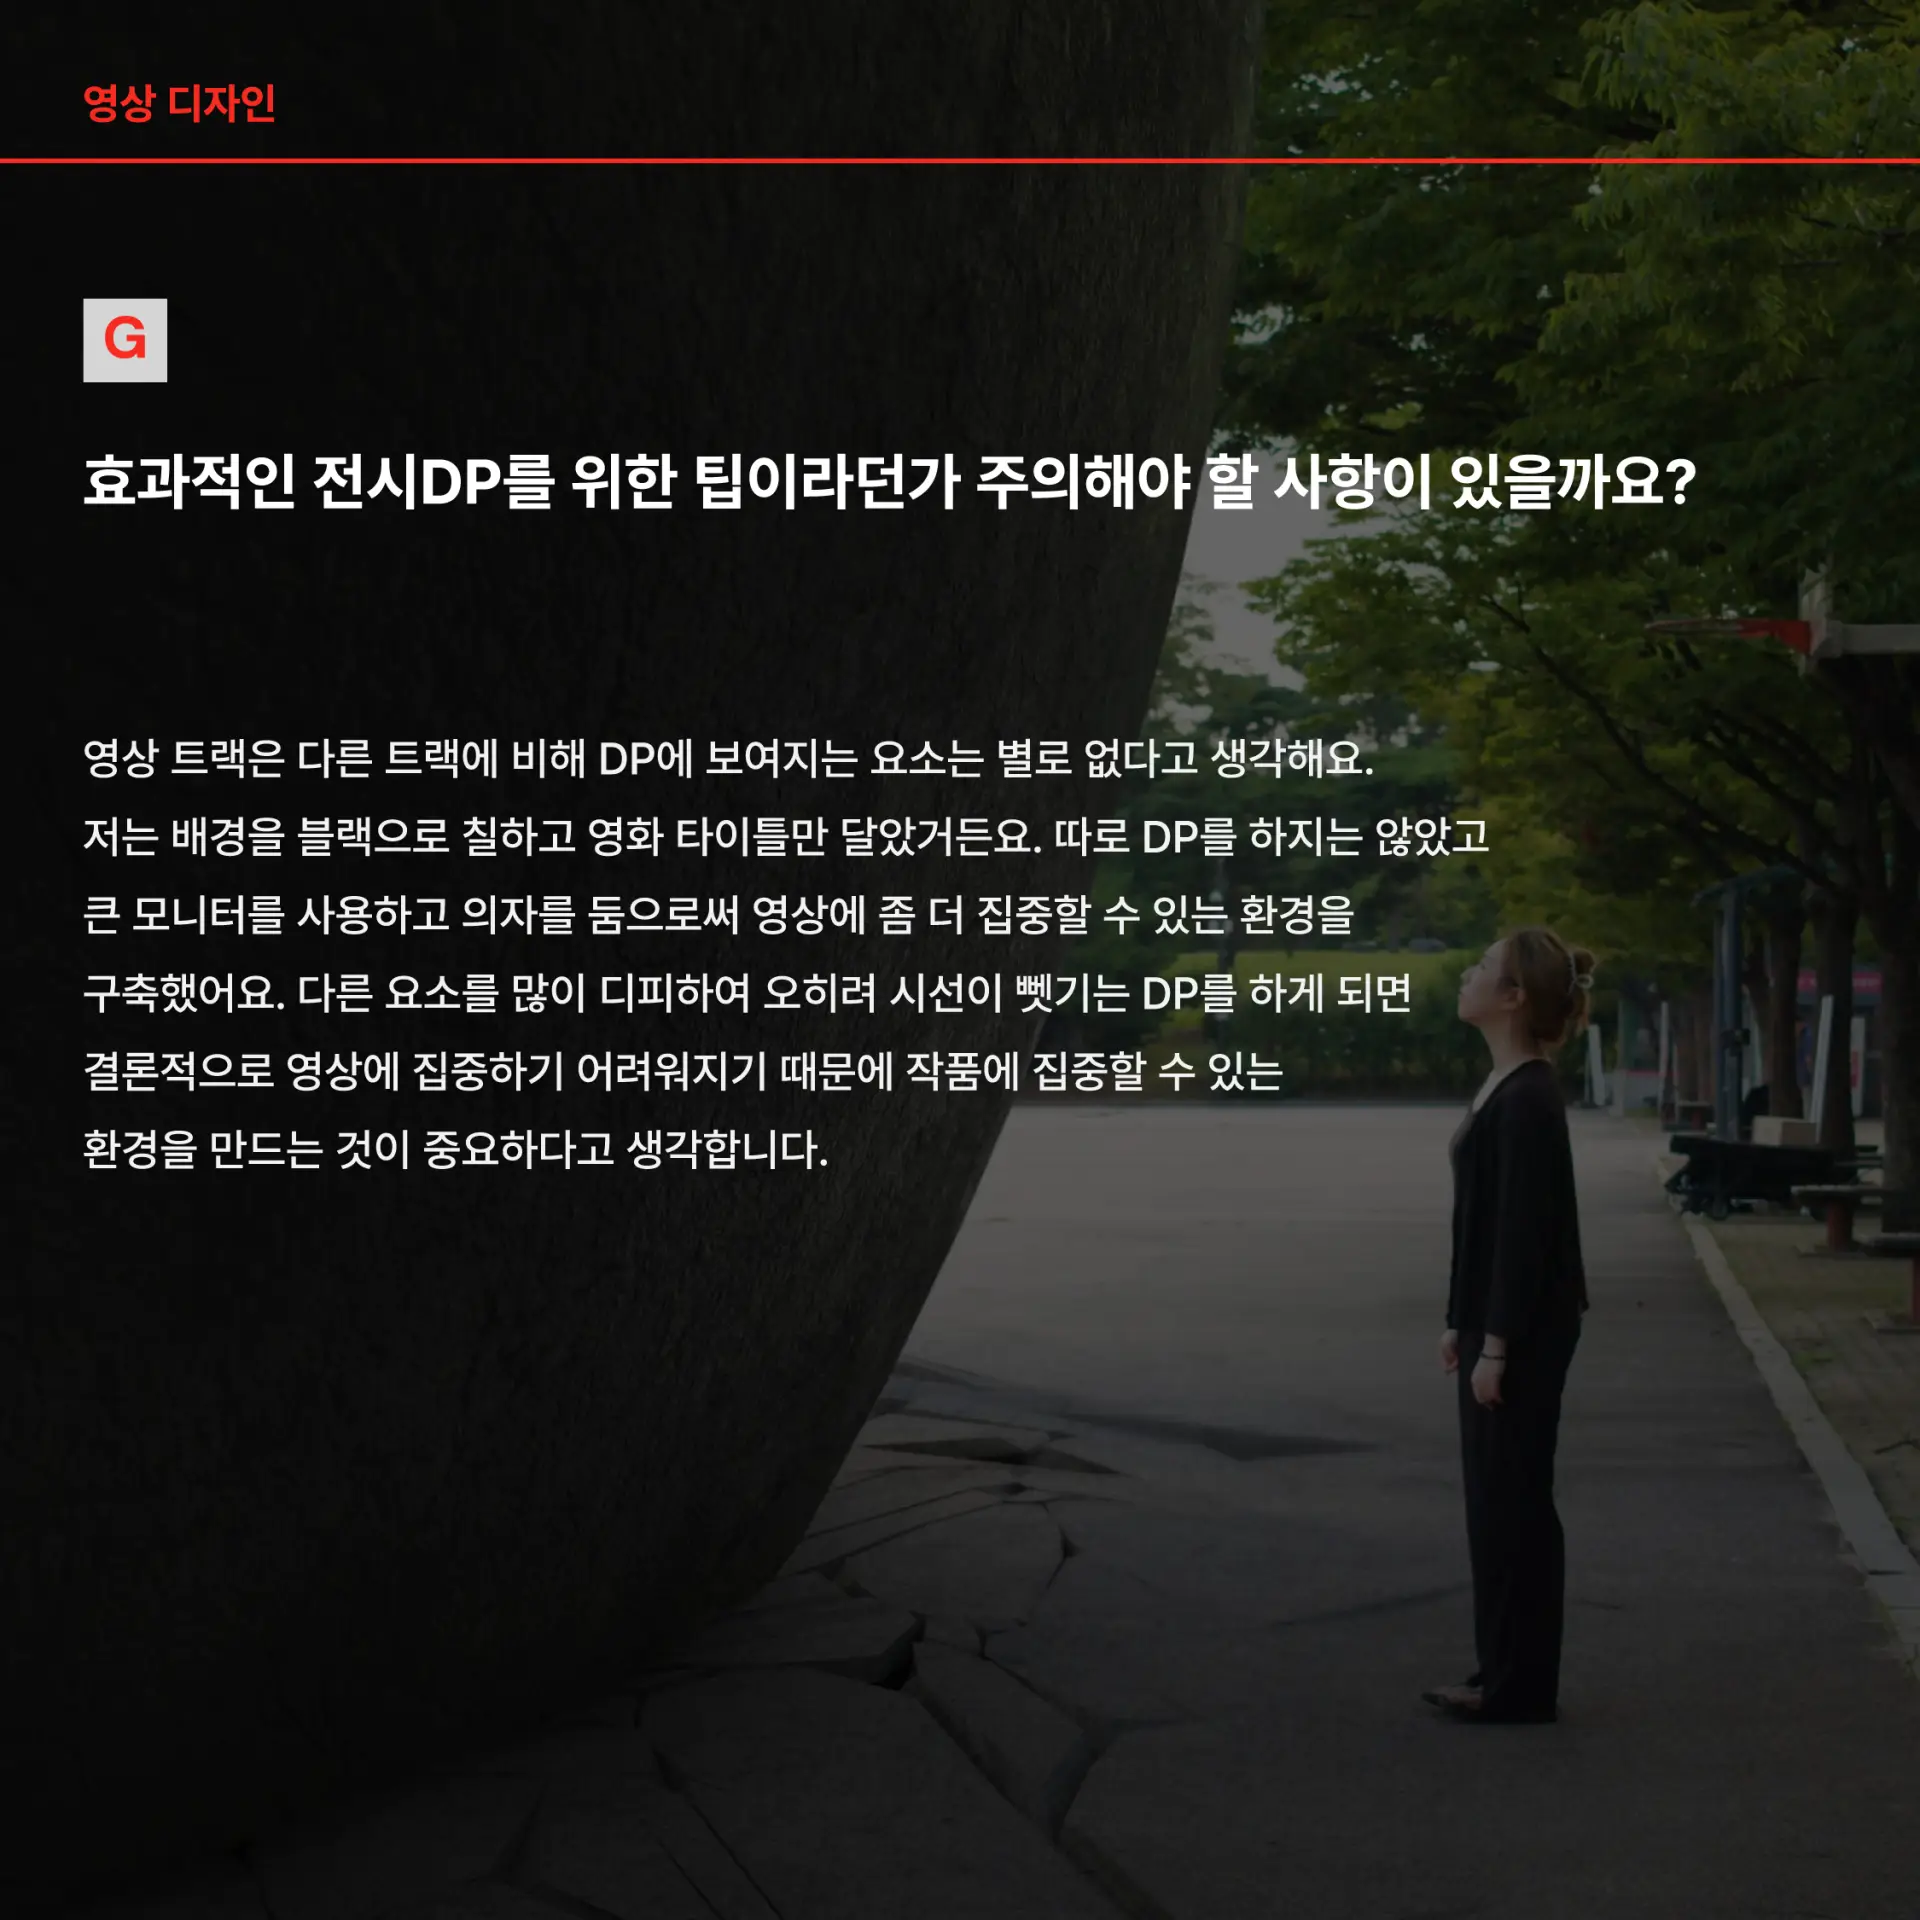 영상 디자인
G
효과적인 전시DP를 위한 팁이라던가 주의해야 할 사항이 있을까요?
영상 트랙은 다른 트랙에 비해 DP에 보여지는 요소는 별로 없다고 생각해요.
저는 배경을 블랙으로 칠하고 영화 타이틀만 달았거든요. 따로 DP를 하지는 않았고
큰 모니터를 사용하고 의자를 둠으로써 영상에 좀 더 집중할 수 있는 환경을
구축했어요. 다른 요소를 많이 디피하여 오히려 시선이 뺏기는 DP를 하게 되면
결론적으로 영상에 집중하기 어려워지기 때문에 작품에 집중할 수 있는
환경을 만드는 것이 중요하다고 생각합니다.